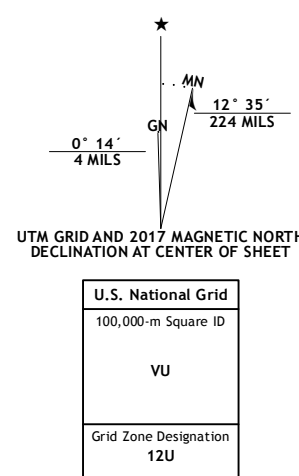 ★
MN
GN
12° 35´
224 MILS
0° 14´
4 MILS
UTM GRID AND 2017 MAGNETIC NORTH
DECLINATION AT CENTER OF SHEET
U.S. National Grid
100,000-m Square ID
VU
Grid Zone Designation
12U